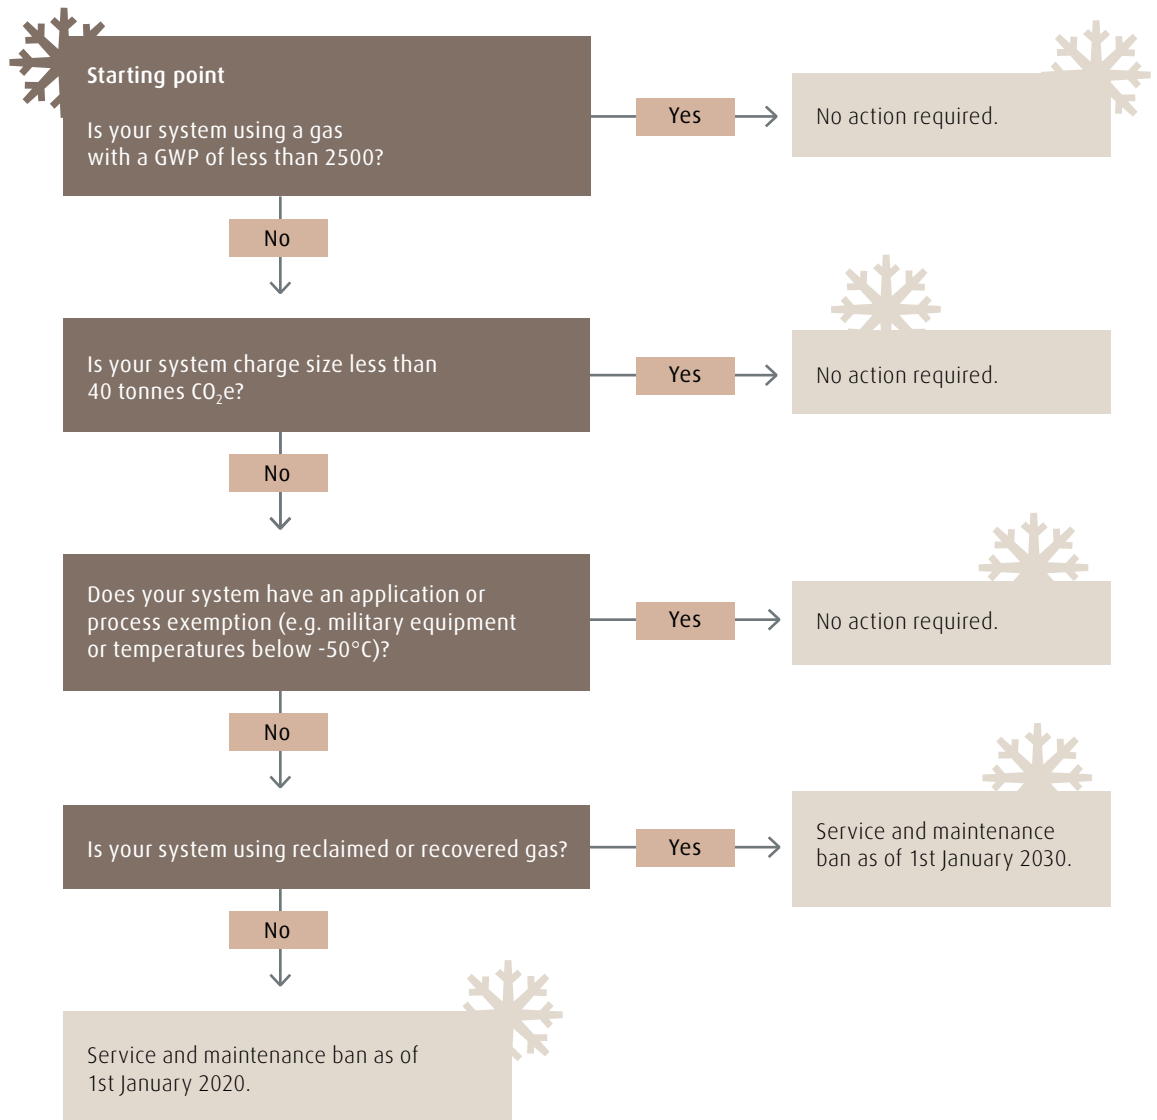 Starting point
Is your system using a gas
with a GWP of less than 2500?
Yes
No action required.
No
Is your system charge size less than
40 tonnes CO₂e?
Yes
No action required.
No
Does your system have an application or
process exemption (e.g. military equipment
or temperatures below -50°C)?
Yes
No action required.
No
Is your system using reclaimed or recovered gas?
Yes
Service and maintenance
ban as of 1st January 2030.
No
Service and maintenance ban as of
1st January 2020.